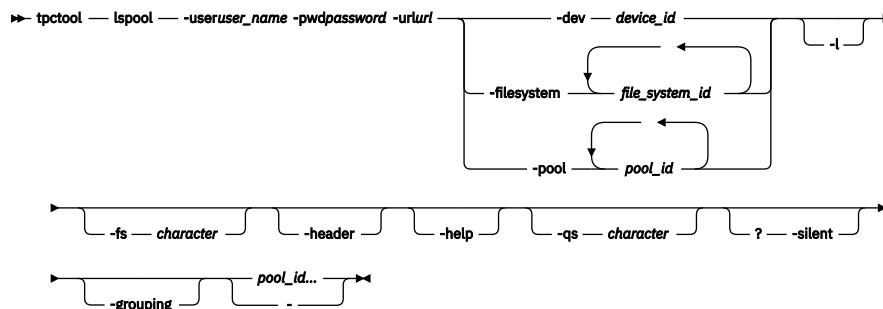 tpctool lspool -useruser_name -pwdpassword -urlurl -dev device_id
-l
-filesystem file_system_id
-pool pool_id
-fs character -header -help -qs character ? -silent
pool_id...
-grouping -